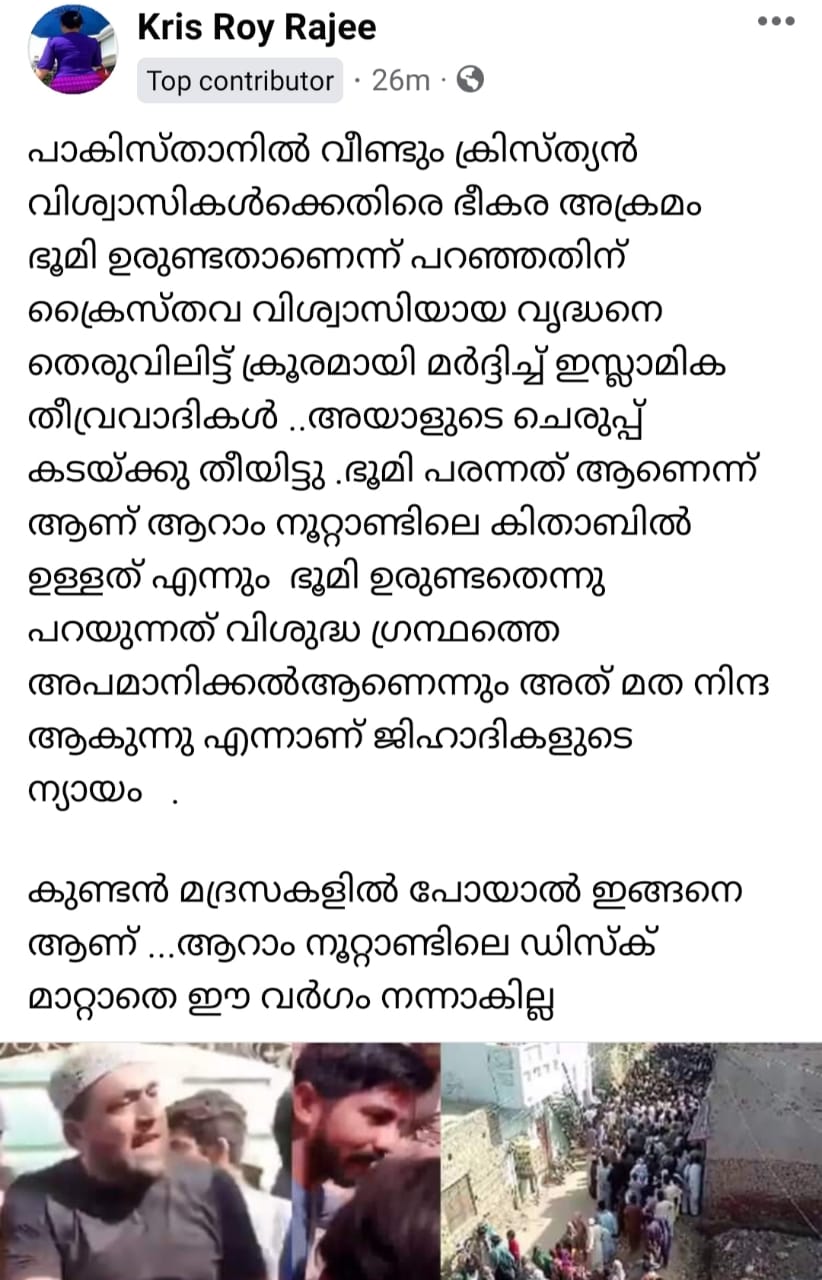 Kris Roy Rajee
Top contributor · 26m ·
പാകിസ്താനിൽ വീണ്ടും ക്രിസ്ത്യൻ
വിശ്വാസികൾക്കെതിരെ ഭീകര അക്രമം
ഭൂമി ഉരുണ്ടതാണെന്ന് പറഞ്ഞതിന്
ക്രൈസ്തവ വിശ്വാസിയായ വൃദ്ധനെ
തെരുവിലിട്ട് ക്രൂരമായി മർദ്ദിച്ച് ഇസ്ലാമിക
തീവ്രവാദികൾ ..അയാളുടെ ചെരുപ്പ്
കടയ്ക്കു തീയിട്ടു .ഭൂമി പരന്നത് ആണെന്ന്
ആണ് ആറാം നൂറ്റാണ്ടിലെ കിതാബിൽ
ഉള്ളത് എന്നും ഭൂമി ഉരുണ്ടതെന്നു
പറയുന്നത് വിശുദ്ധ ഗ്രന്ഥത്തെ
അപമാനിക്കൽആണെന്നും അത് മത നിന്ദ
ആകുന്നു എന്നാണ് ജിഹാദികളുടെ
ന്യായം .
കുണ്ടൻ മദ്രസകളിൽ പോയാൽ ഇങ്ങനെ
ആണ് ...ആറാം നൂറ്റാണ്ടിലെ ഡിസ്ക്
മാറ്റാതെ ഈ വർഗം നന്നാകില്ല